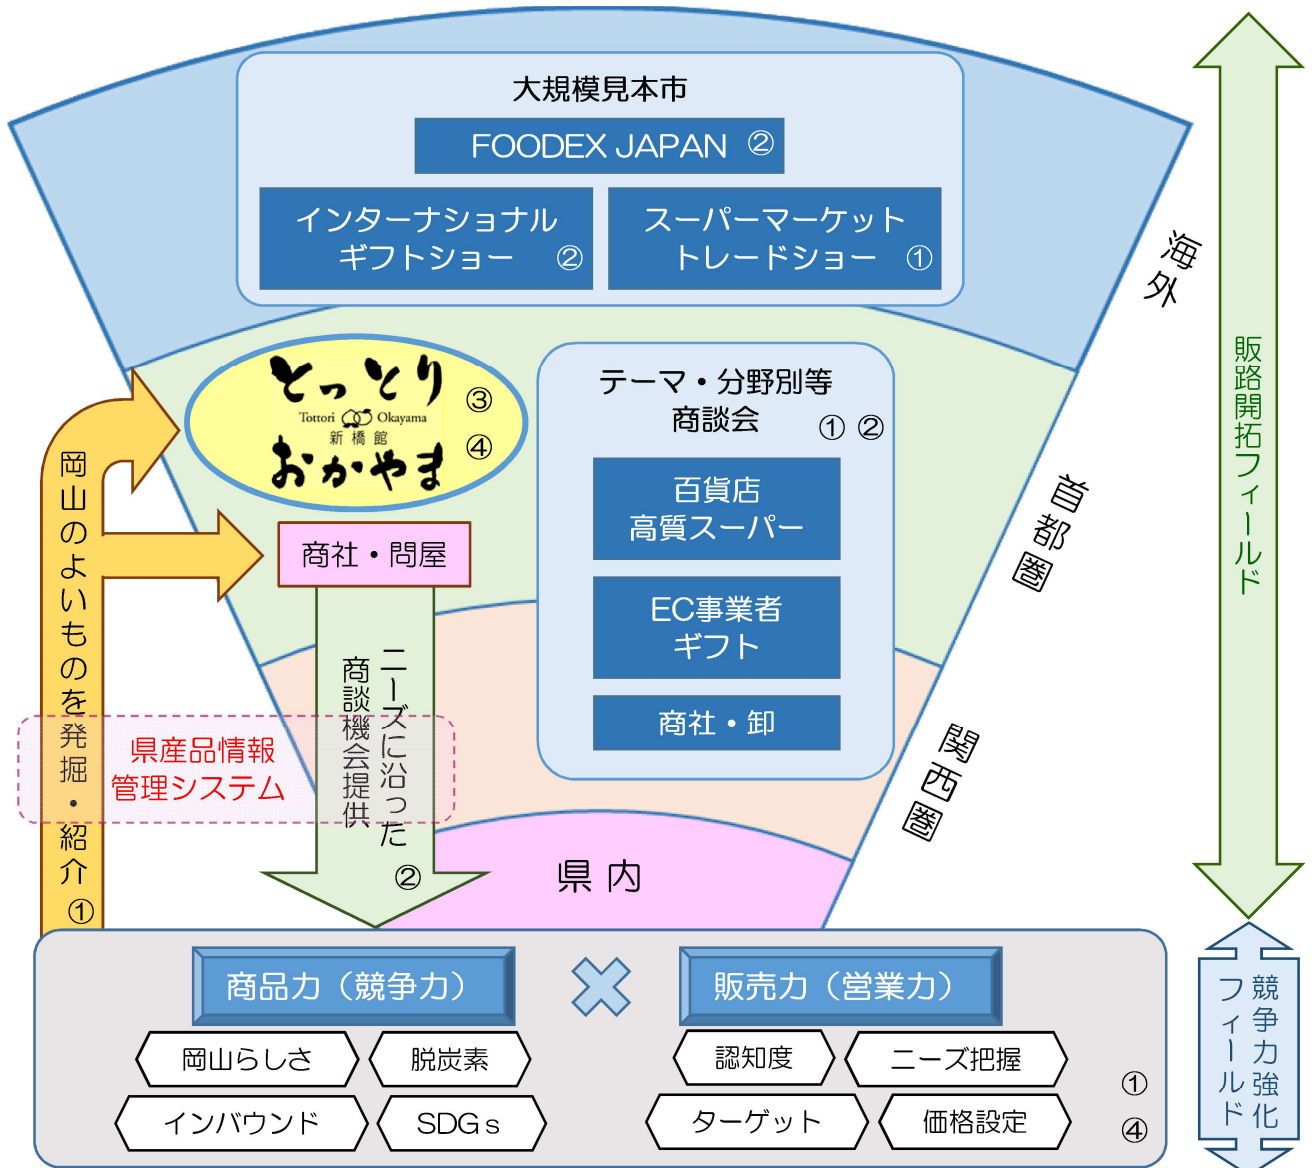 大規模見本市
FOODEX JAPAN ②
インターナショナル
ギフトショー ②
スーパーマーケット
トレードショー ①
海外
とっとり ③
Tottori Okayama
新橋館
おかやま ④
テーマ・分野別等
商談会 ① ②
百貨店
高質スーパー
EC事業者
ギフト
商社・卸
首都圏
商社・問屋
岡山のよいものを発掘・紹介 ①
ニーズに沿った
商談機会提供 ②
県産品情報
管理システム
関西圏
県内
販路開拓フィールド
商品力（競争力）
販売力（営業力）
岡山らしさ
脱炭素
インバウンド
SDGs
認知度
ニーズ把握
ターゲット
価格設定
①
④
競争力強化
フィールド